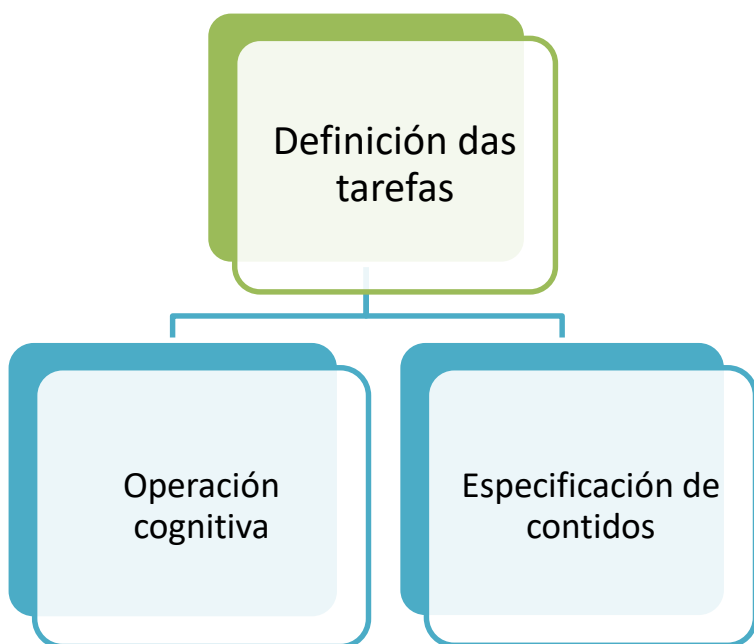 Definición das
tarefas
Operación
cognitiva
Especificación de
contidos